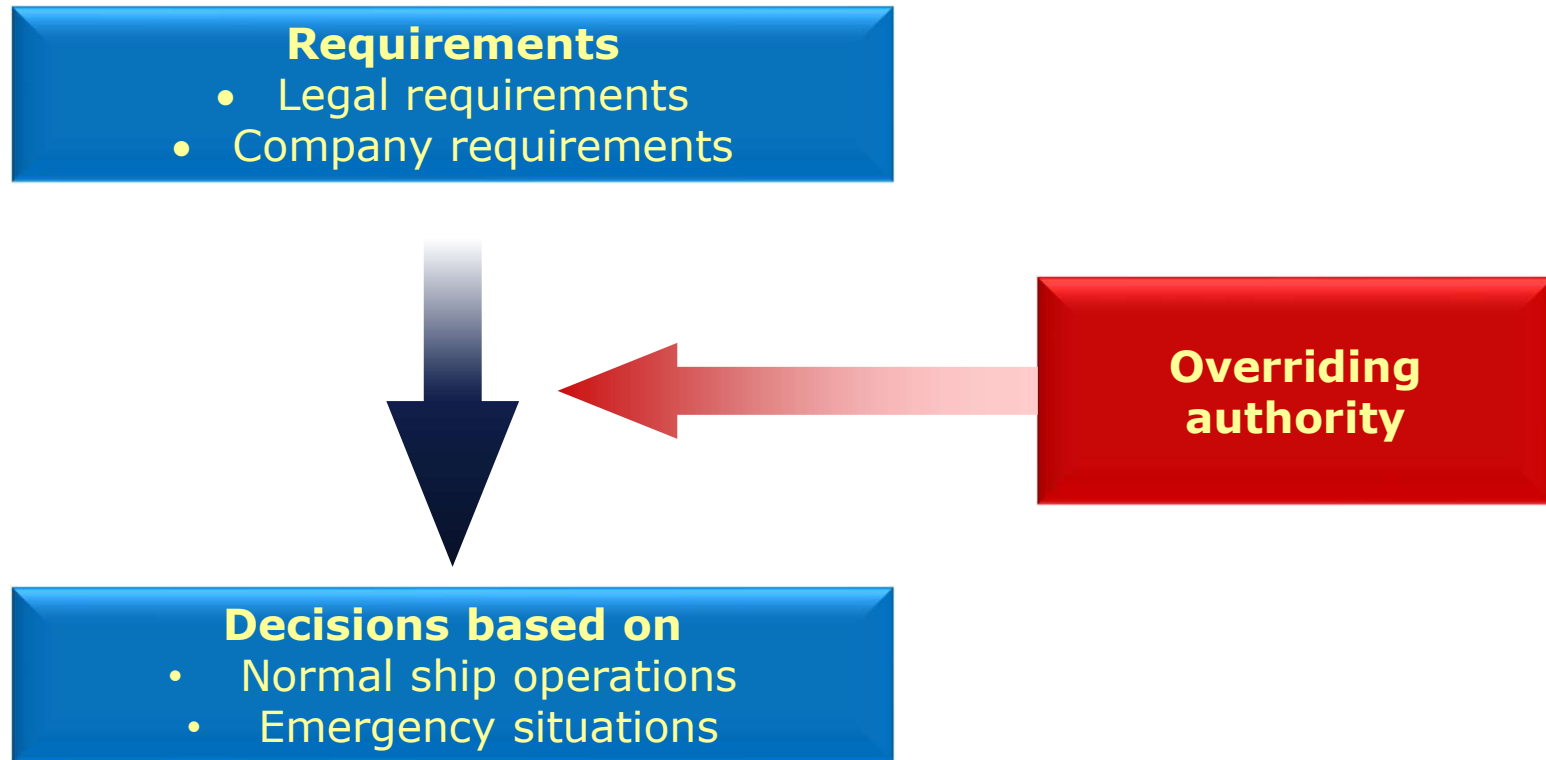 Requirements
• Legal requirements
• Company requirements
Overriding
authority
Decisions based on
• Normal ship operations
• Emergency situations